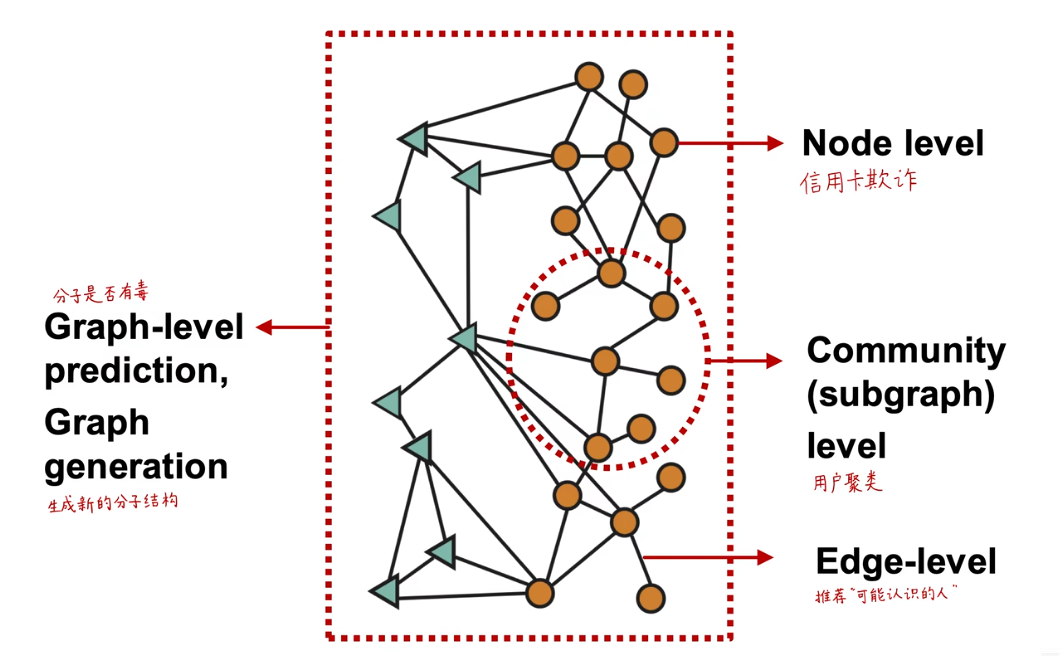 Node level
信用卡欺诈
分子是否有毒
Graph-level
prediction,
Graph
generation
生成新的分子结构
Community
(subgraph)
level
用户聚类
Edge-level
推荐“可能认识的人”